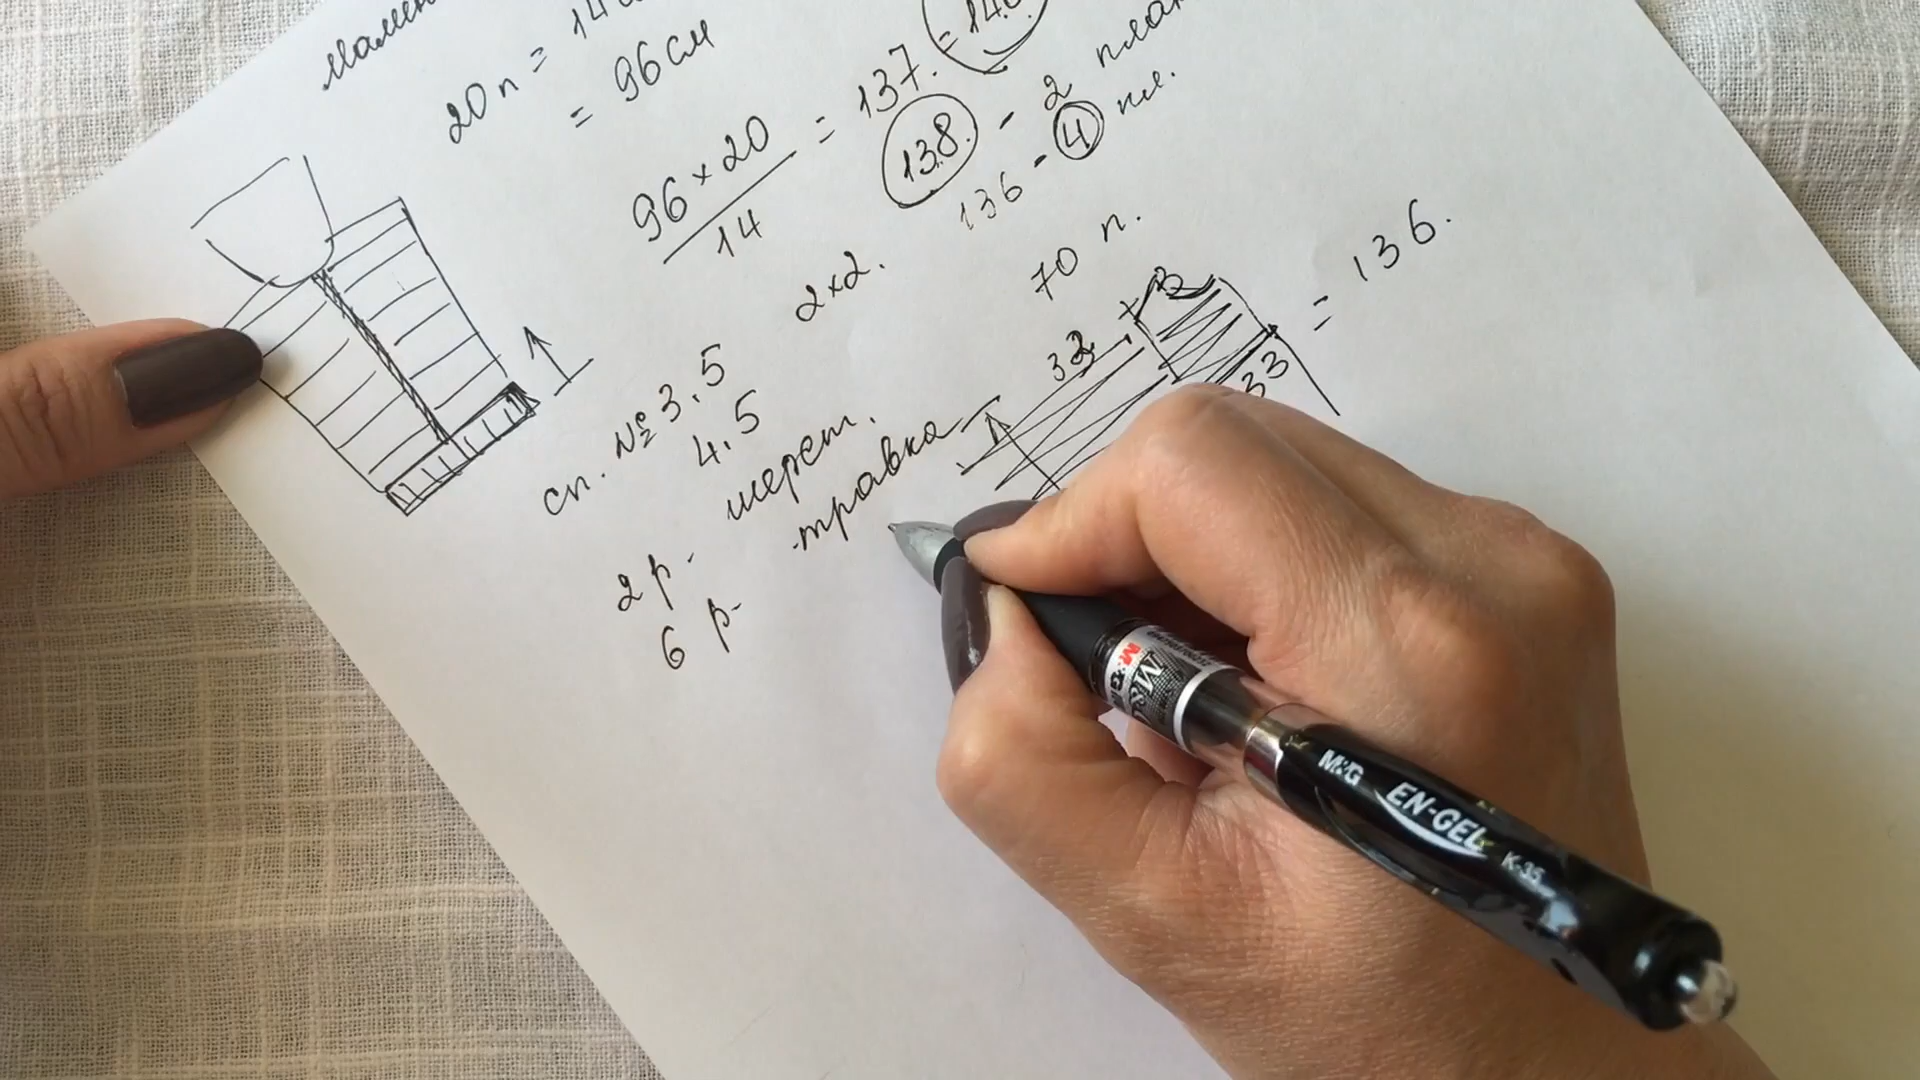 20 п = 14
= 96 см
96 × 20 / 14 = 137. = 140.
138. - 2
136 - 4 пл.
2×2.
70 п.
32
33 = 136.
сп. № 3,5
4,5
2 р - шерст.
6 р - травка
M&G
M&G EN-GEL K-35